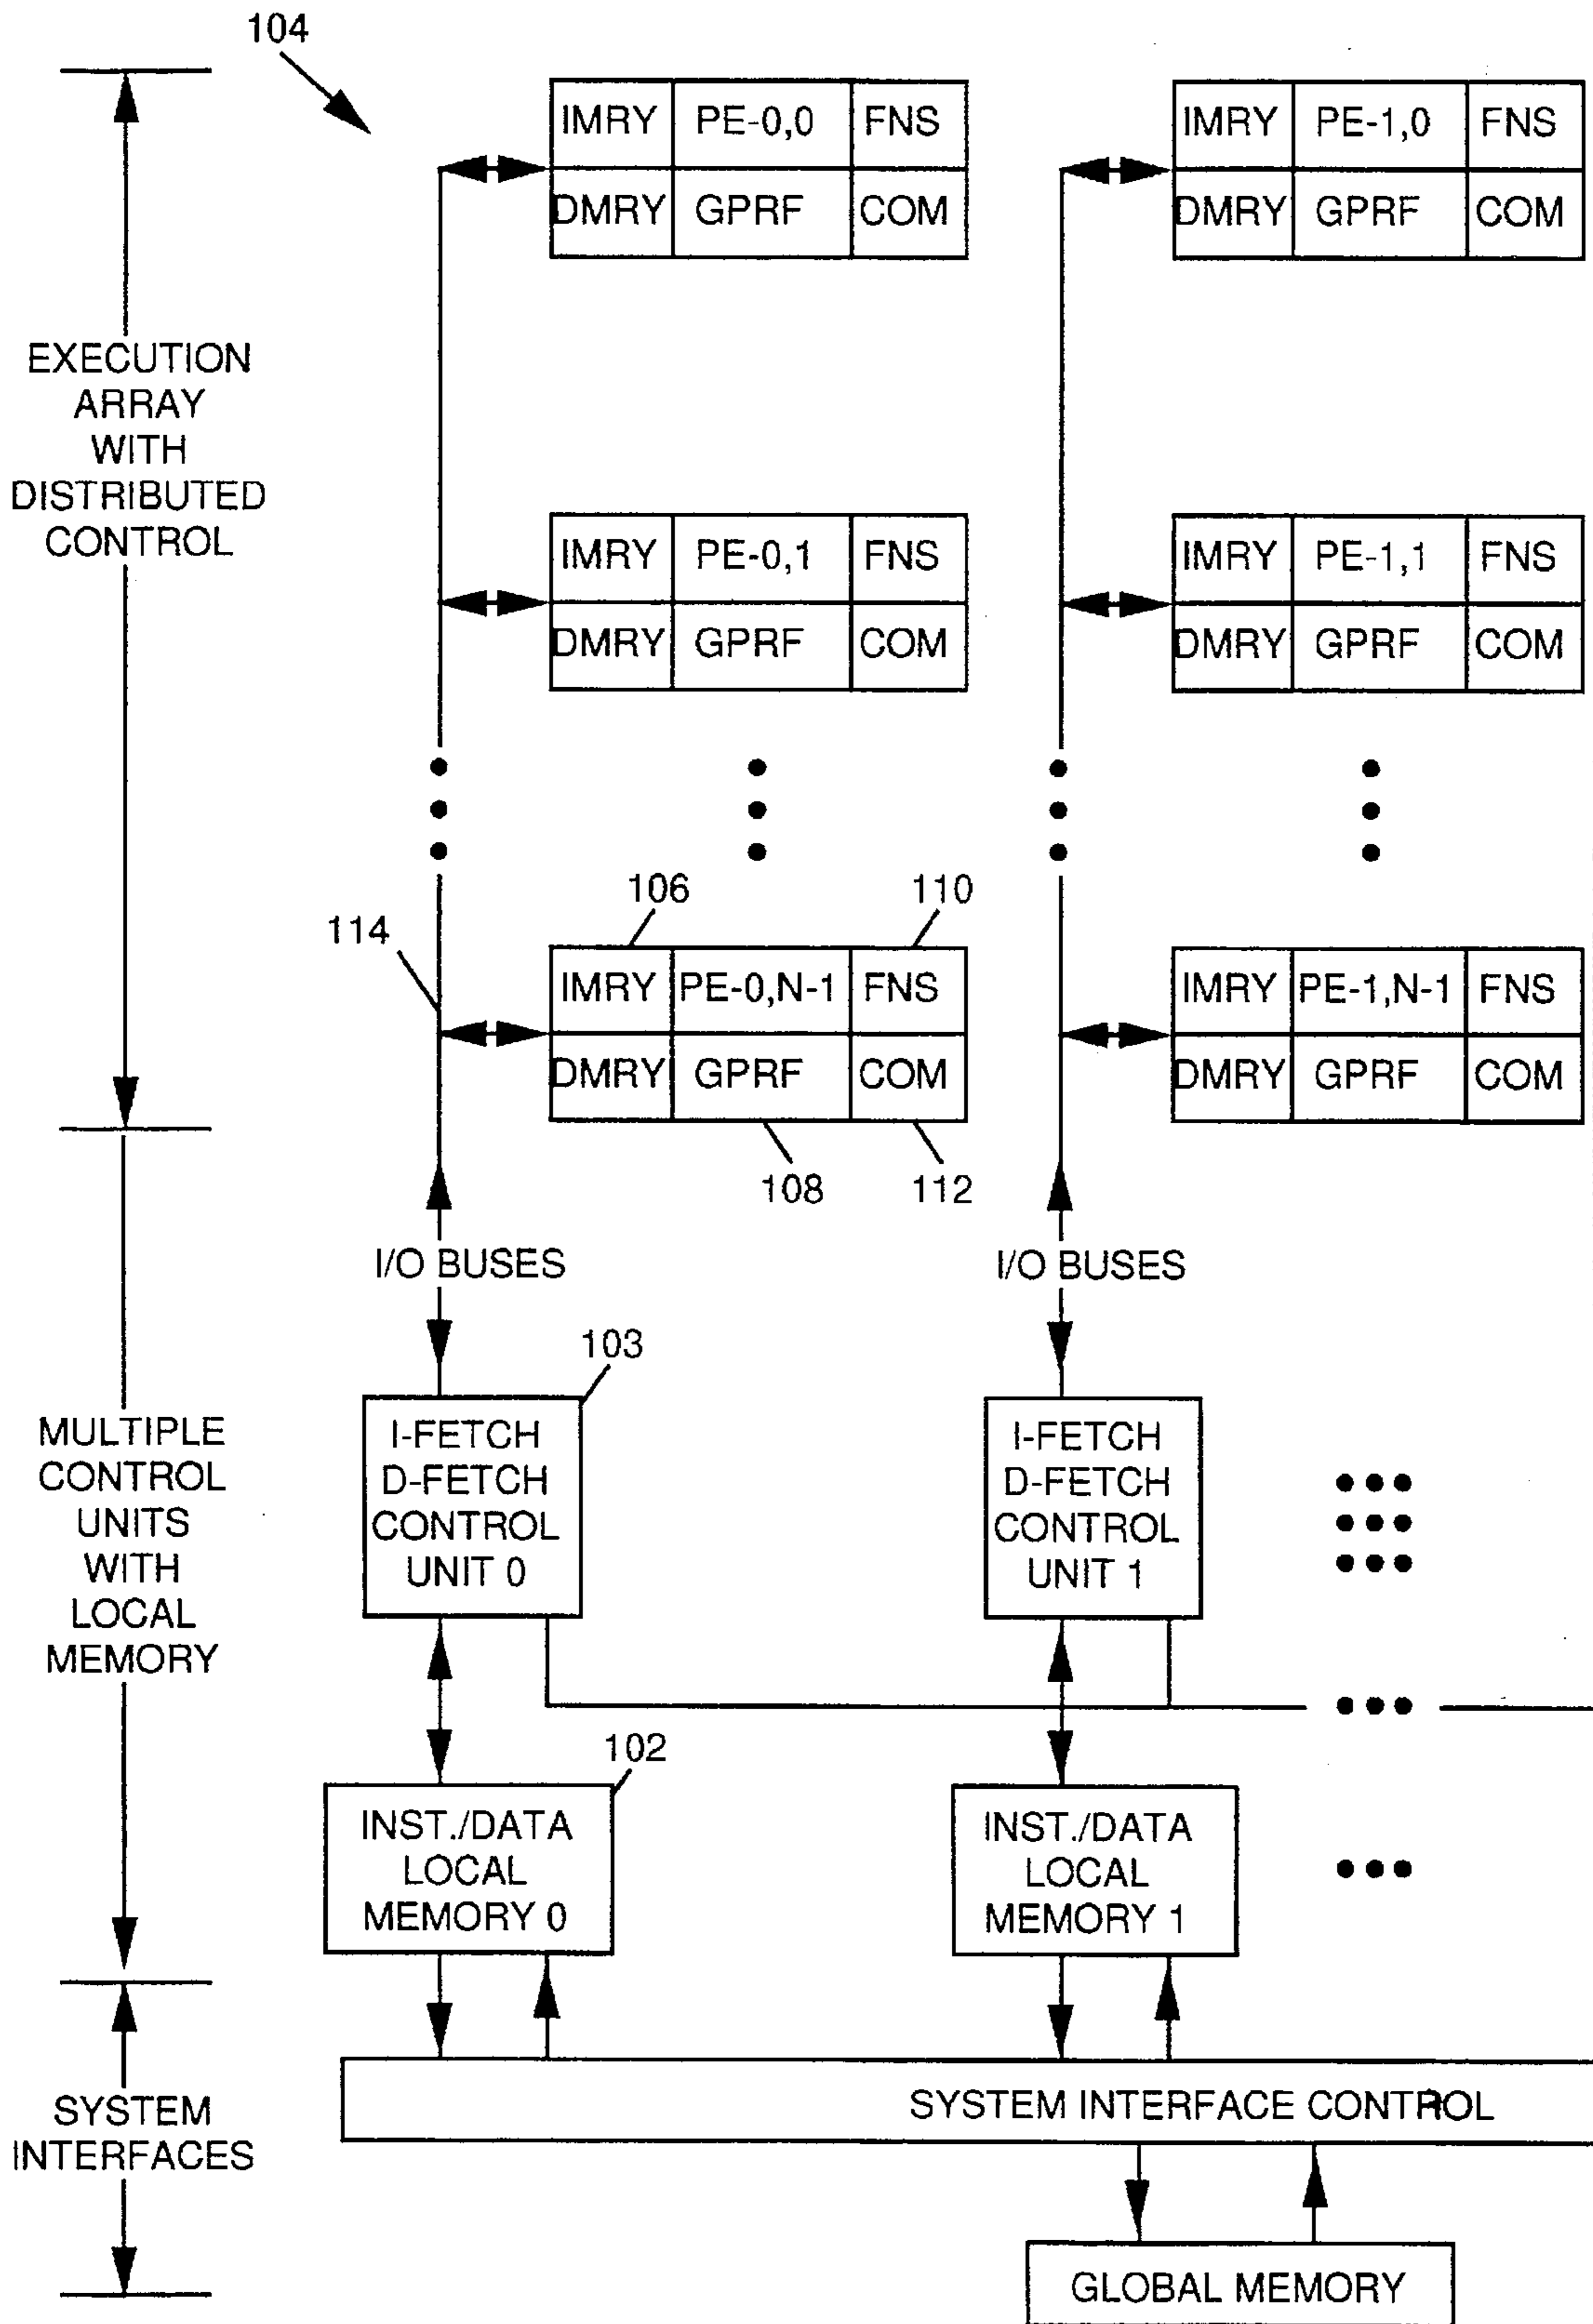 104
IMRY PE-0,0 FNS
DMRY GPRF COM
IMRY PE-1,0 FNS
DMRY GPRF COM
EXECUTION
ARRAY
WITH
DISTRIBUTED
CONTROL
IMRY PE-0,1 FNS
DMRY GPRF COM
IMRY PE-1,1 FNS
DMRY GPRF COM
106
110
114
IMRY PE-0,N-1 FNS
DMRY GPRF COM
IMRY PE-1,N-1 FNS
DMRY GPRF COM
108
112
I/O BUSES
I/O BUSES
103
MULTIPLE
CONTROL
UNITS
WITH
LOCAL
MEMORY
I-FETCH
D-FETCH
CONTROL
UNIT 0
I-FETCH
D-FETCH
CONTROL
UNIT 1
102
INST./DATA
LOCAL
MEMORY 0
INST./DATA
LOCAL
MEMORY 1
SYSTEM
INTERFACES
SYSTEM INTERFACE CONTROL
GLOBAL MEMORY